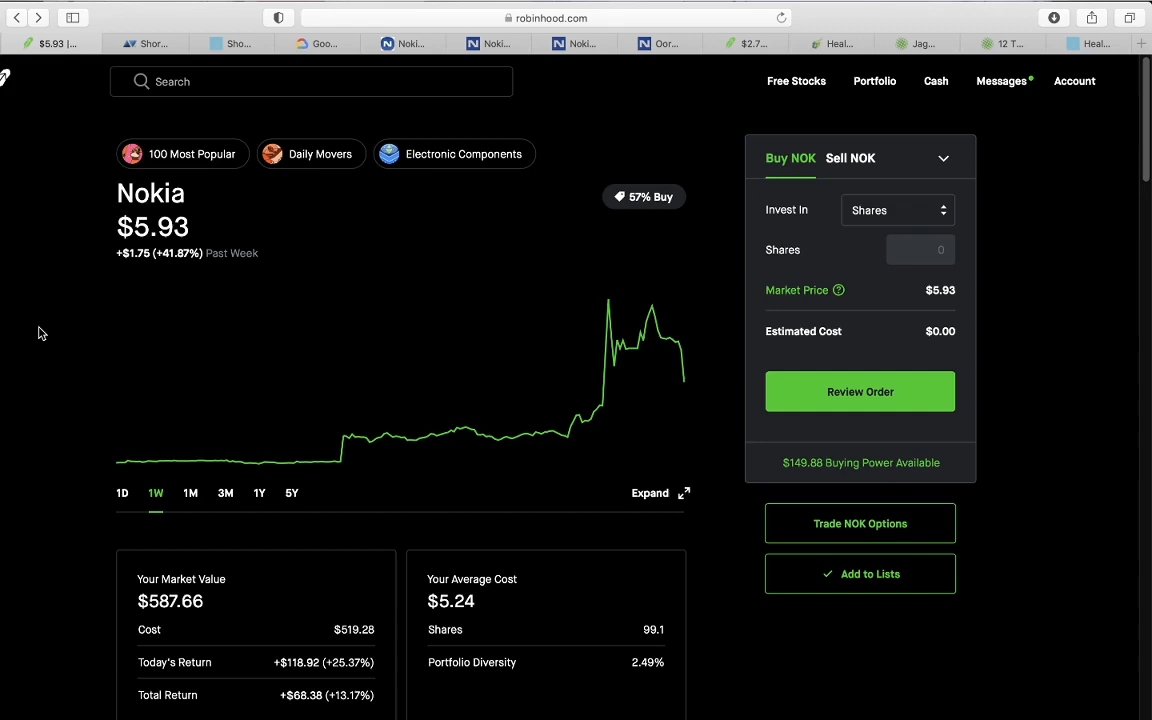 robinhood.com
$5.93 |...
Shor...
Sho...
Goo...
Noki...
Noki...
Noki...
Oor...
$2.7...
Heal...
Jag...
12 T...
Heal...
Search
Free Stocks
Portfolio
Cash
Messages
Account
100 Most Popular
Daily Movers
Electronic Components
Nokia
$5.93
+$1.75 (+41.87%) Past Week
57% Buy
1D 1W 1M 3M 1Y 5Y
Expand
Your Market Value
$587.66
Cost $519.28
Today's Return +$118.92 (+25.37%)
Total Return +$68.38 (+13.17%)
Your Average Cost
$5.24
Shares 99.1
Portfolio Diversity 2.49%
Buy NOK Sell NOK
Invest In Shares
Shares 0
Market Price ? $5.93
Estimated Cost $0.00
Review Order
$149.88 Buying Power Available
Trade NOK Options
Add to Lists